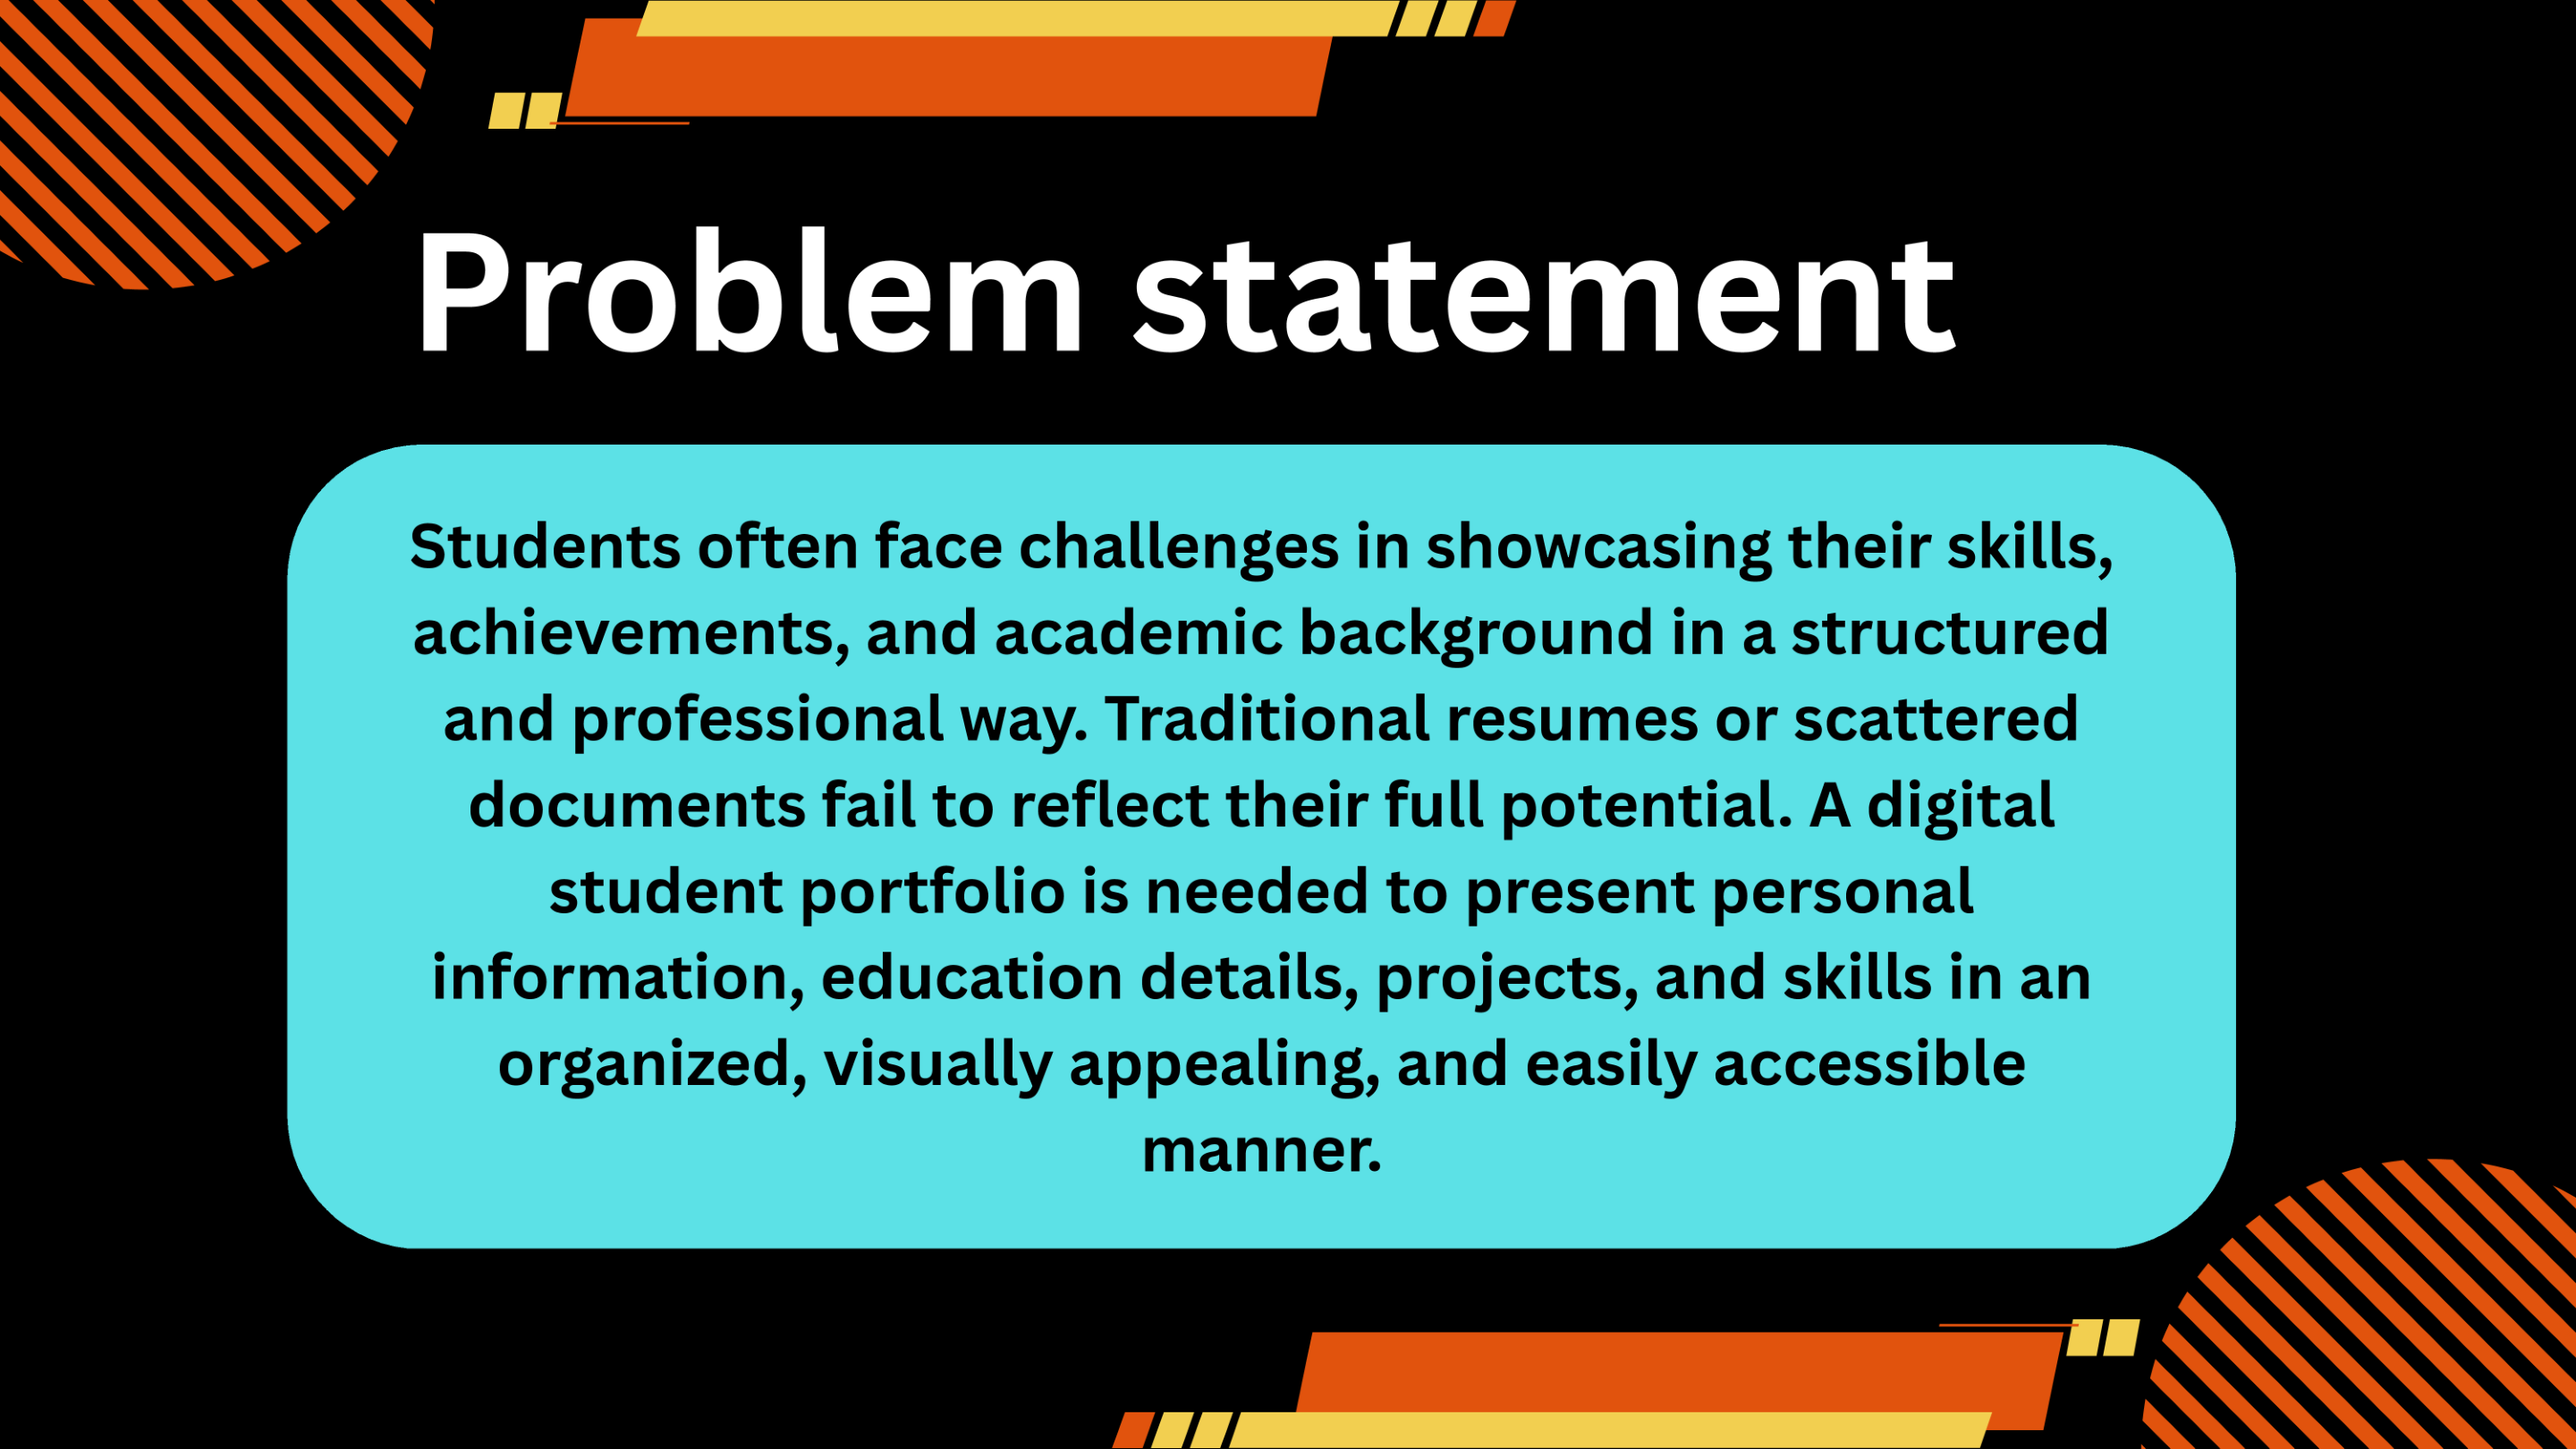 Problem statement
Students often face challenges in showcasing their skills,
achievements, and academic background in a structured
and professional way. Traditional resumes or scattered
documents fail to reflect their full potential. A digital
student portfolio is needed to present personal
information, education details, projects, and skills in an
organized, visually appealing, and easily accessible
manner.